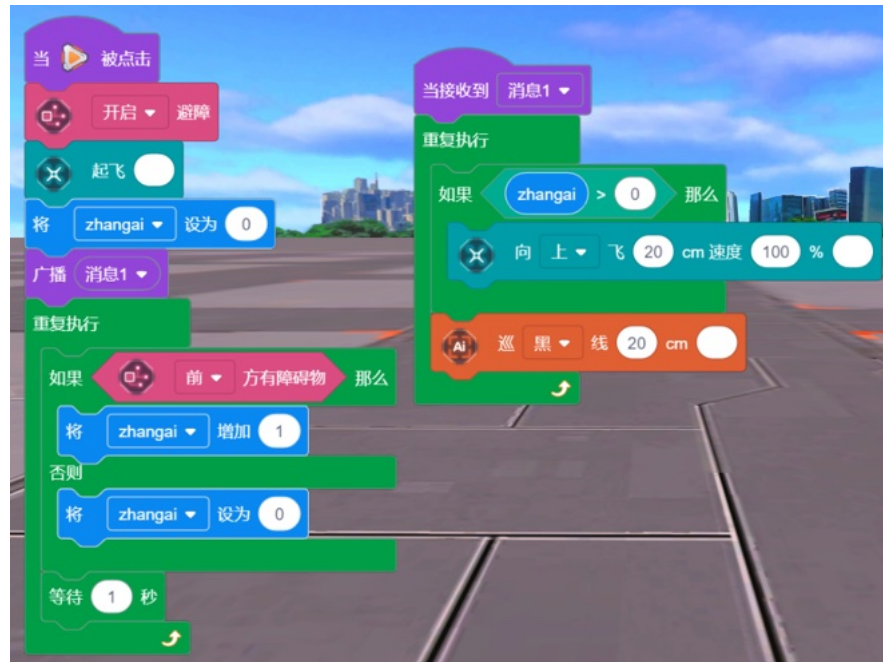 当 被点击
开启 避障
起飞
将 zhangai 设为 0
广播 消息1
重复执行
如果 前 方有障碍物 那么
将 zhangai 增加 1
否则
将 zhangai 设为 0
等待 1 秒
当接收到 消息1
重复执行
如果 zhangai > 0 那么
向 上 飞 20 cm 速度 100 %
Ai 巡 黑 线 20 cm